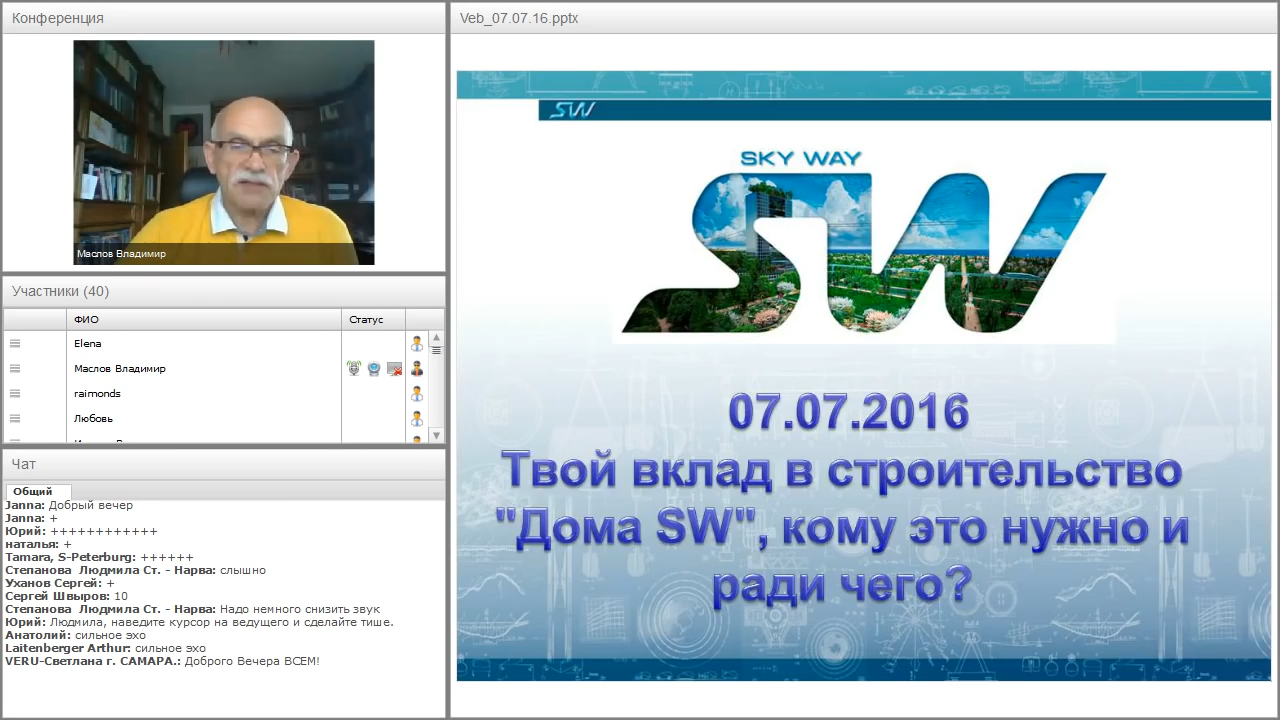 Конференция
Маслов Владимир
Участники (40)
ФИО Статус
Elena
Маслов Владимир
raimonds
Любовь
Чат
Общий
Janna: Добрый вечер
Janna: +
Юрий: ++++++++++++
наталья: +
Tamara, S-Peterburg: ++++++
Степанова Людмила Ст. - Нарва: слышно
Уханов Сергей: +
Сергей Швыров: 10
Степанова Людмила Ст. - Нарва: Надо немного снизить звук
Юрий: Людмила, наведите курсор на ведущего и сделайте тише.
Анатолий: сильное эхо
Laitenberger Arthur: сильное эхо
VERU-Светлана г. САМАРА.: Доброго Вечера ВСЕМ!
Veb_07.07.16.pptx
SW
SKY WAY
SW
07.07.2016
Твой вклад в строительство
"Дома SW", кому это нужно и
ради чего?